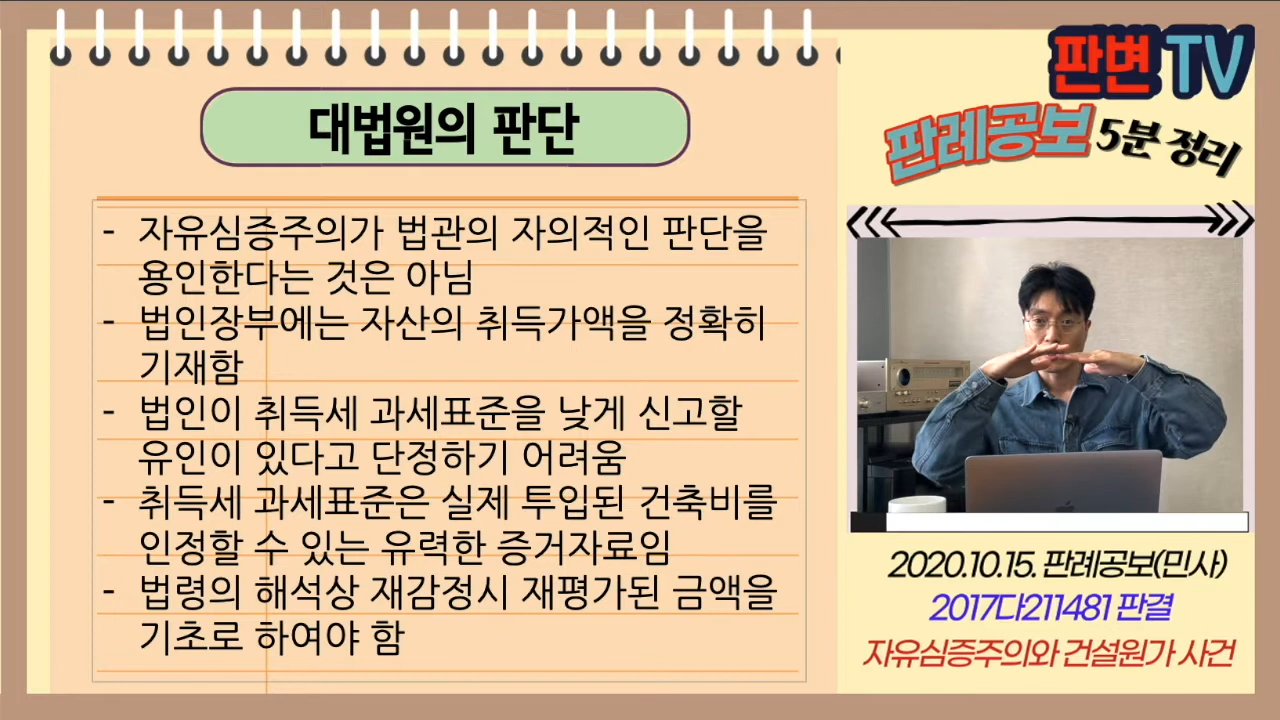 대법원의 판단
- 자유심증주의가 법관의 자의적인 판단을
용인한다는 것은 아님
- 법인장부에는 자산의 취득가액을 정확히
기재함
- 법인이 취득세 과세표준을 낮게 신고할
유인이 있다고 단정하기 어려움
- 취득세 과세표준은 실제 투입된 건축비를
인정할 수 있는 유력한 증거자료임
- 법령의 해석상 재감정시 재평가된 금액을
기초로 하여야 함
판변 TV
판례공보 5분 정리
2020.10.15. 판례공보(민사)
2017다211481 판결
자유심증주의와 건설원가 사건